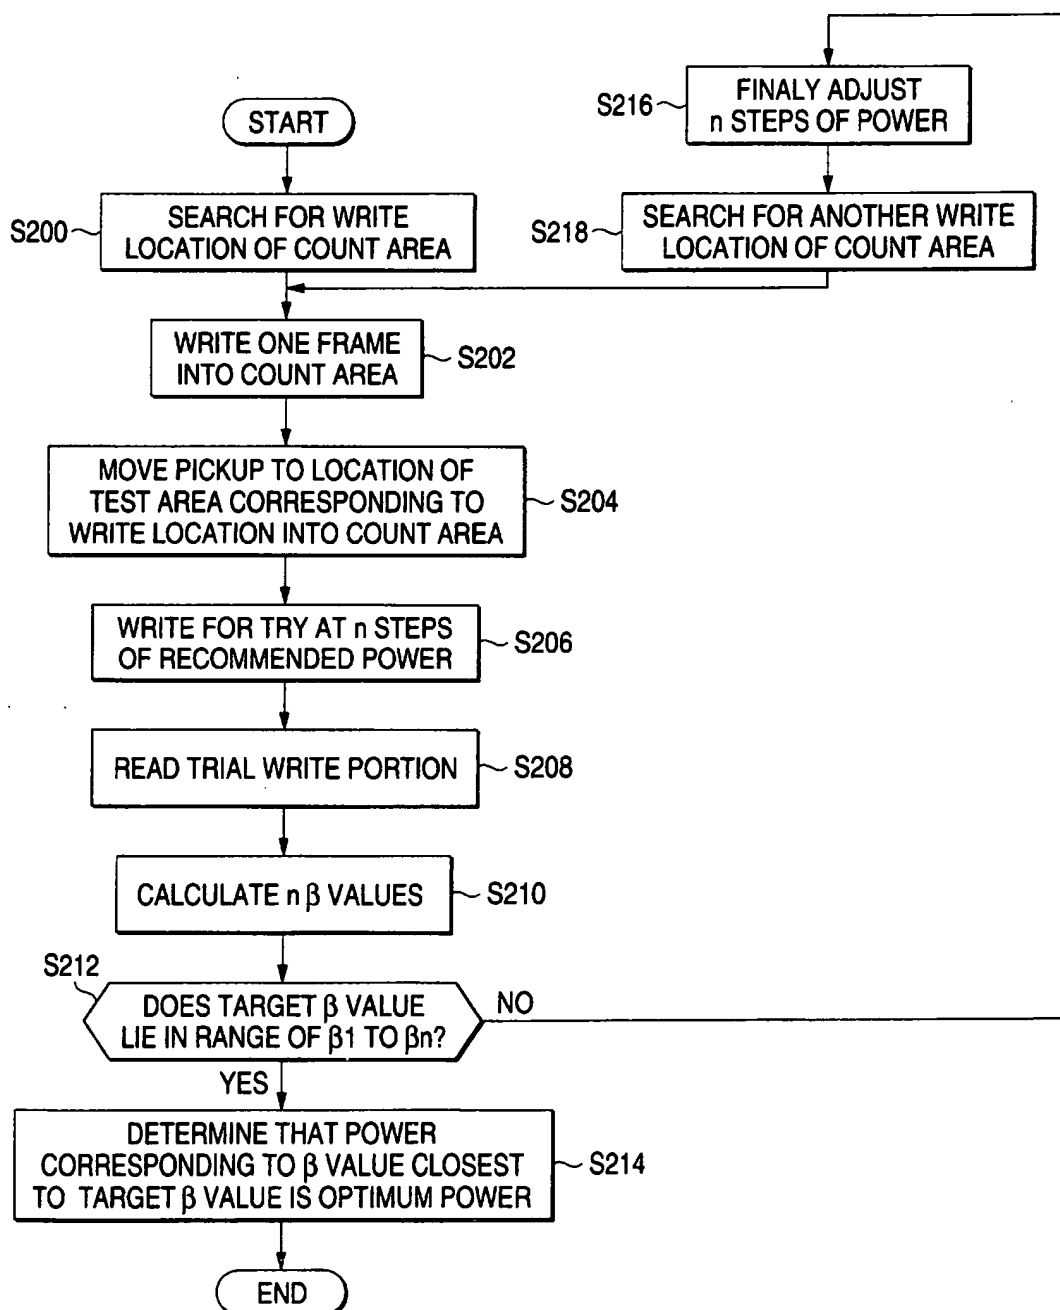 START
S200
SEARCH FOR WRITE
LOCATION OF COUNT AREA
S216
FINALY ADJUST
n STEPS OF POWER
S218
SEARCH FOR ANOTHER WRITE
LOCATION OF COUNT AREA
WRITE ONE FRAME
INTO COUNT AREA
S202
MOVE PICKUP TO LOCATION OF
TEST AREA CORRESPONDING TO
WRITE LOCATION INTO COUNT AREA
S204
WRITE FOR TRY AT n STEPS
OF RECOMMENDED POWER
S206
READ TRIAL WRITE PORTION
S208
CALCULATE n β VALUES
S210
S212
DOES TARGET β VALUE
LIE IN RANGE OF β1 TO βn?
NO
YES
DETERMINE THAT POWER
CORRESPONDING TO β VALUE CLOSEST
TO TARGET β VALUE IS OPTIMUM POWER
S214
END